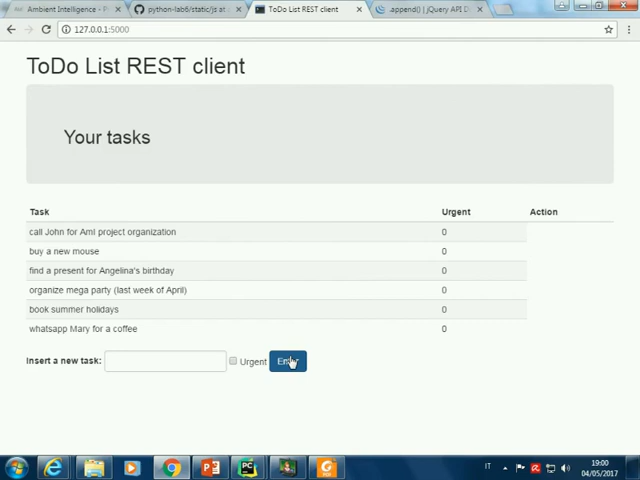 Ambient Intelligence - P
python-lab6/static/js at
ToDo List REST client
.append() | jQuery API D
127.0.0.1:5000
ToDo List REST client
Your tasks
Task Urgent Action
call John for AmI project organization 0
buy a new mouse 0
find a present for Angelina's birthday 0
organize mega party (last week of April) 0
book summer holidays 0
whatsapp Mary for a coffee 0
Insert a new task: Urgent
IT 19:00
04/05/2017